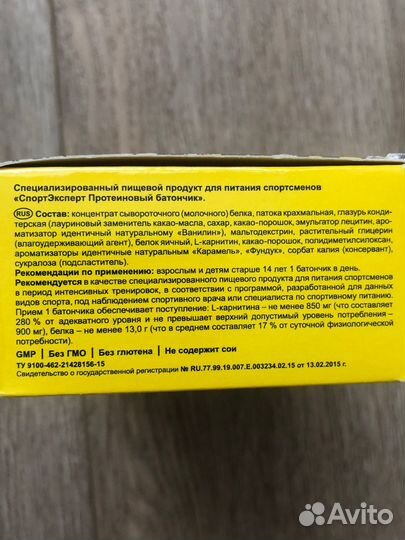 Специализированный пищевой продукт для питания спортсменов
«СпортЭксперт Протеиновый батончик».
RUS Состав: концентрат сывороточного (молочного) белка, патока крахмальная, глазурь конди-
терская (лауриновый заменитель какао-масла, сахар, какао-порошок, эмульгатор лецитин, аро-
матизатор идентичный натуральному «Ванилин»), мальтодекстрин, растительный глицерин
(влагоудерживающий агент), белок яичный, L-карнитин, какао-порошок, полидиметилсилоксан,
ароматизаторы идентичные натуральным «Карамель», «Фундук», сорбат калия (консервант),
сукралоза (подсластитель).
Рекомендации по применению: взрослым и детям старше 14 лет 1 батончик в день.
Рекомендуется в качестве специализированного пищевого продукта для питания спортсменов
в период интенсивных тренировок, в соответствии с программой, разработанной для данных
видов спорта, под наблюдением спортивного врача или специалиста по спортивному питанию.
Прием 1 батончика обеспечивает поступление: L-карнитина - не менее 850 мг (что составляет
280 % от адекватного уровня и не превышает верхний допустимый уровень потребления –
900 мг), белка – не менее 13,0 г (что в среднем составляет 17 % от суточной физиологической
потребности).
GMP | Без ГМО | Без глютена | Не содержит сои
ТУ 9100-462-21428156-15
Свидетельство о государственной регистрации № RU.77.99.19.007.E.003234.02.15 от 13.02.2015 г.
Avito